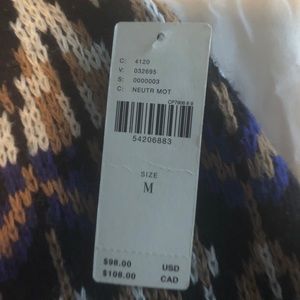 C: 4120
V: 032695
S: 0000003
C: NEUTR MOT
54206883
SIZE
M
$98.00 USD
$108.00 CAD